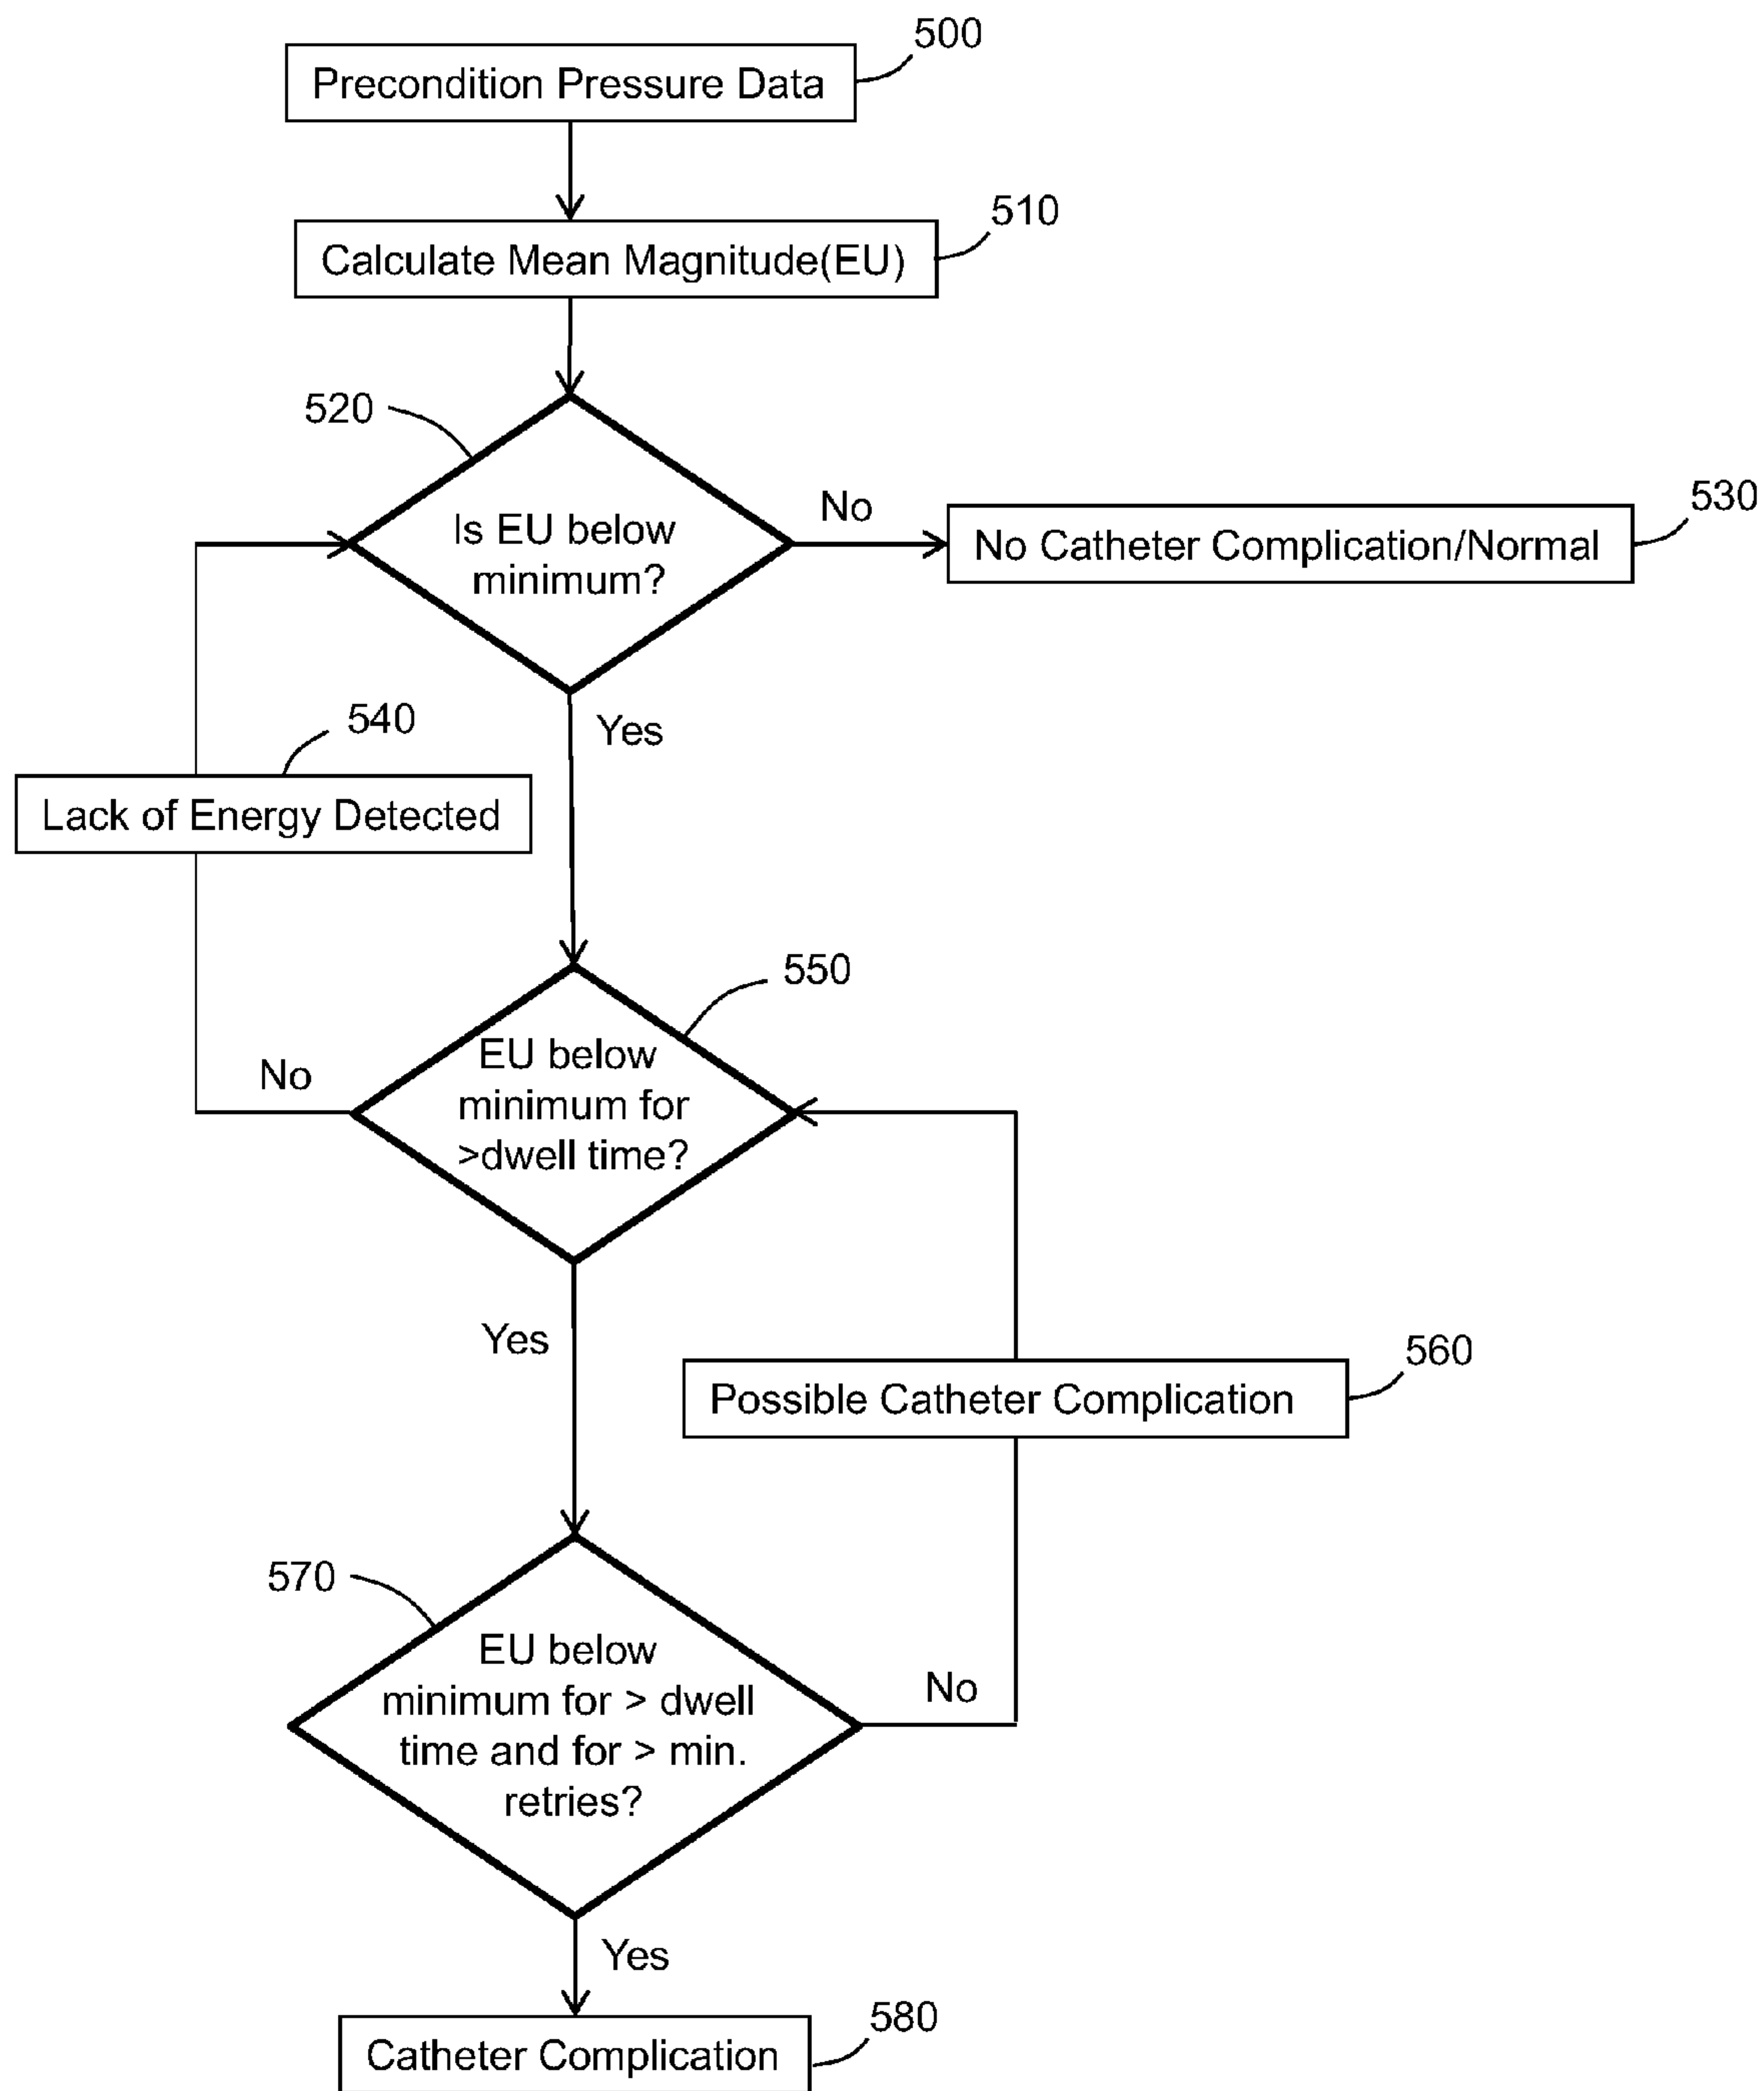 500
Precondition Pressure Data
510
Calculate Mean Magnitude(EU)
520
Is EU below
minimum?
No
530
No Catheter Complication/Normal
Yes
540
Lack of Energy Detected
550
EU below
minimum for
>dwell time?
No
Yes
560
Possible Catheter Complication
570
EU below
minimum for > dwell
time and for > min.
retries?
No
Yes
580
Catheter Complication